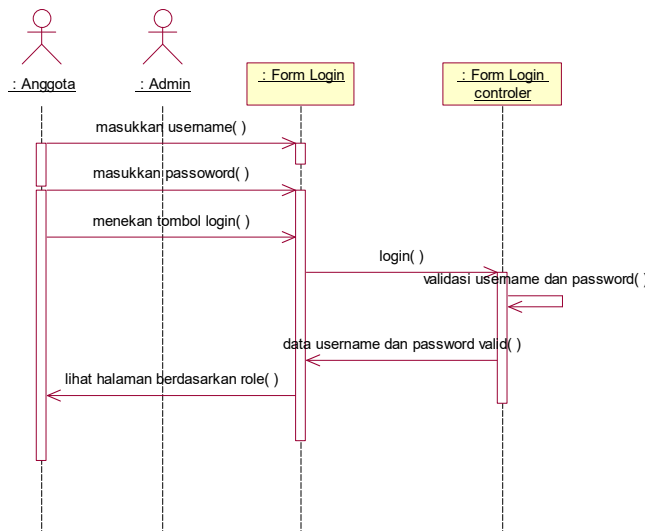 : Anggota
: Admin
: Form Login
: Form Login
controler
masukkan username( )
masukkan passoword( )
menekan tombol login( )
login( )
validasi username dan password( )
data username dan password valid( )
lihat halaman berdasarkan role( )